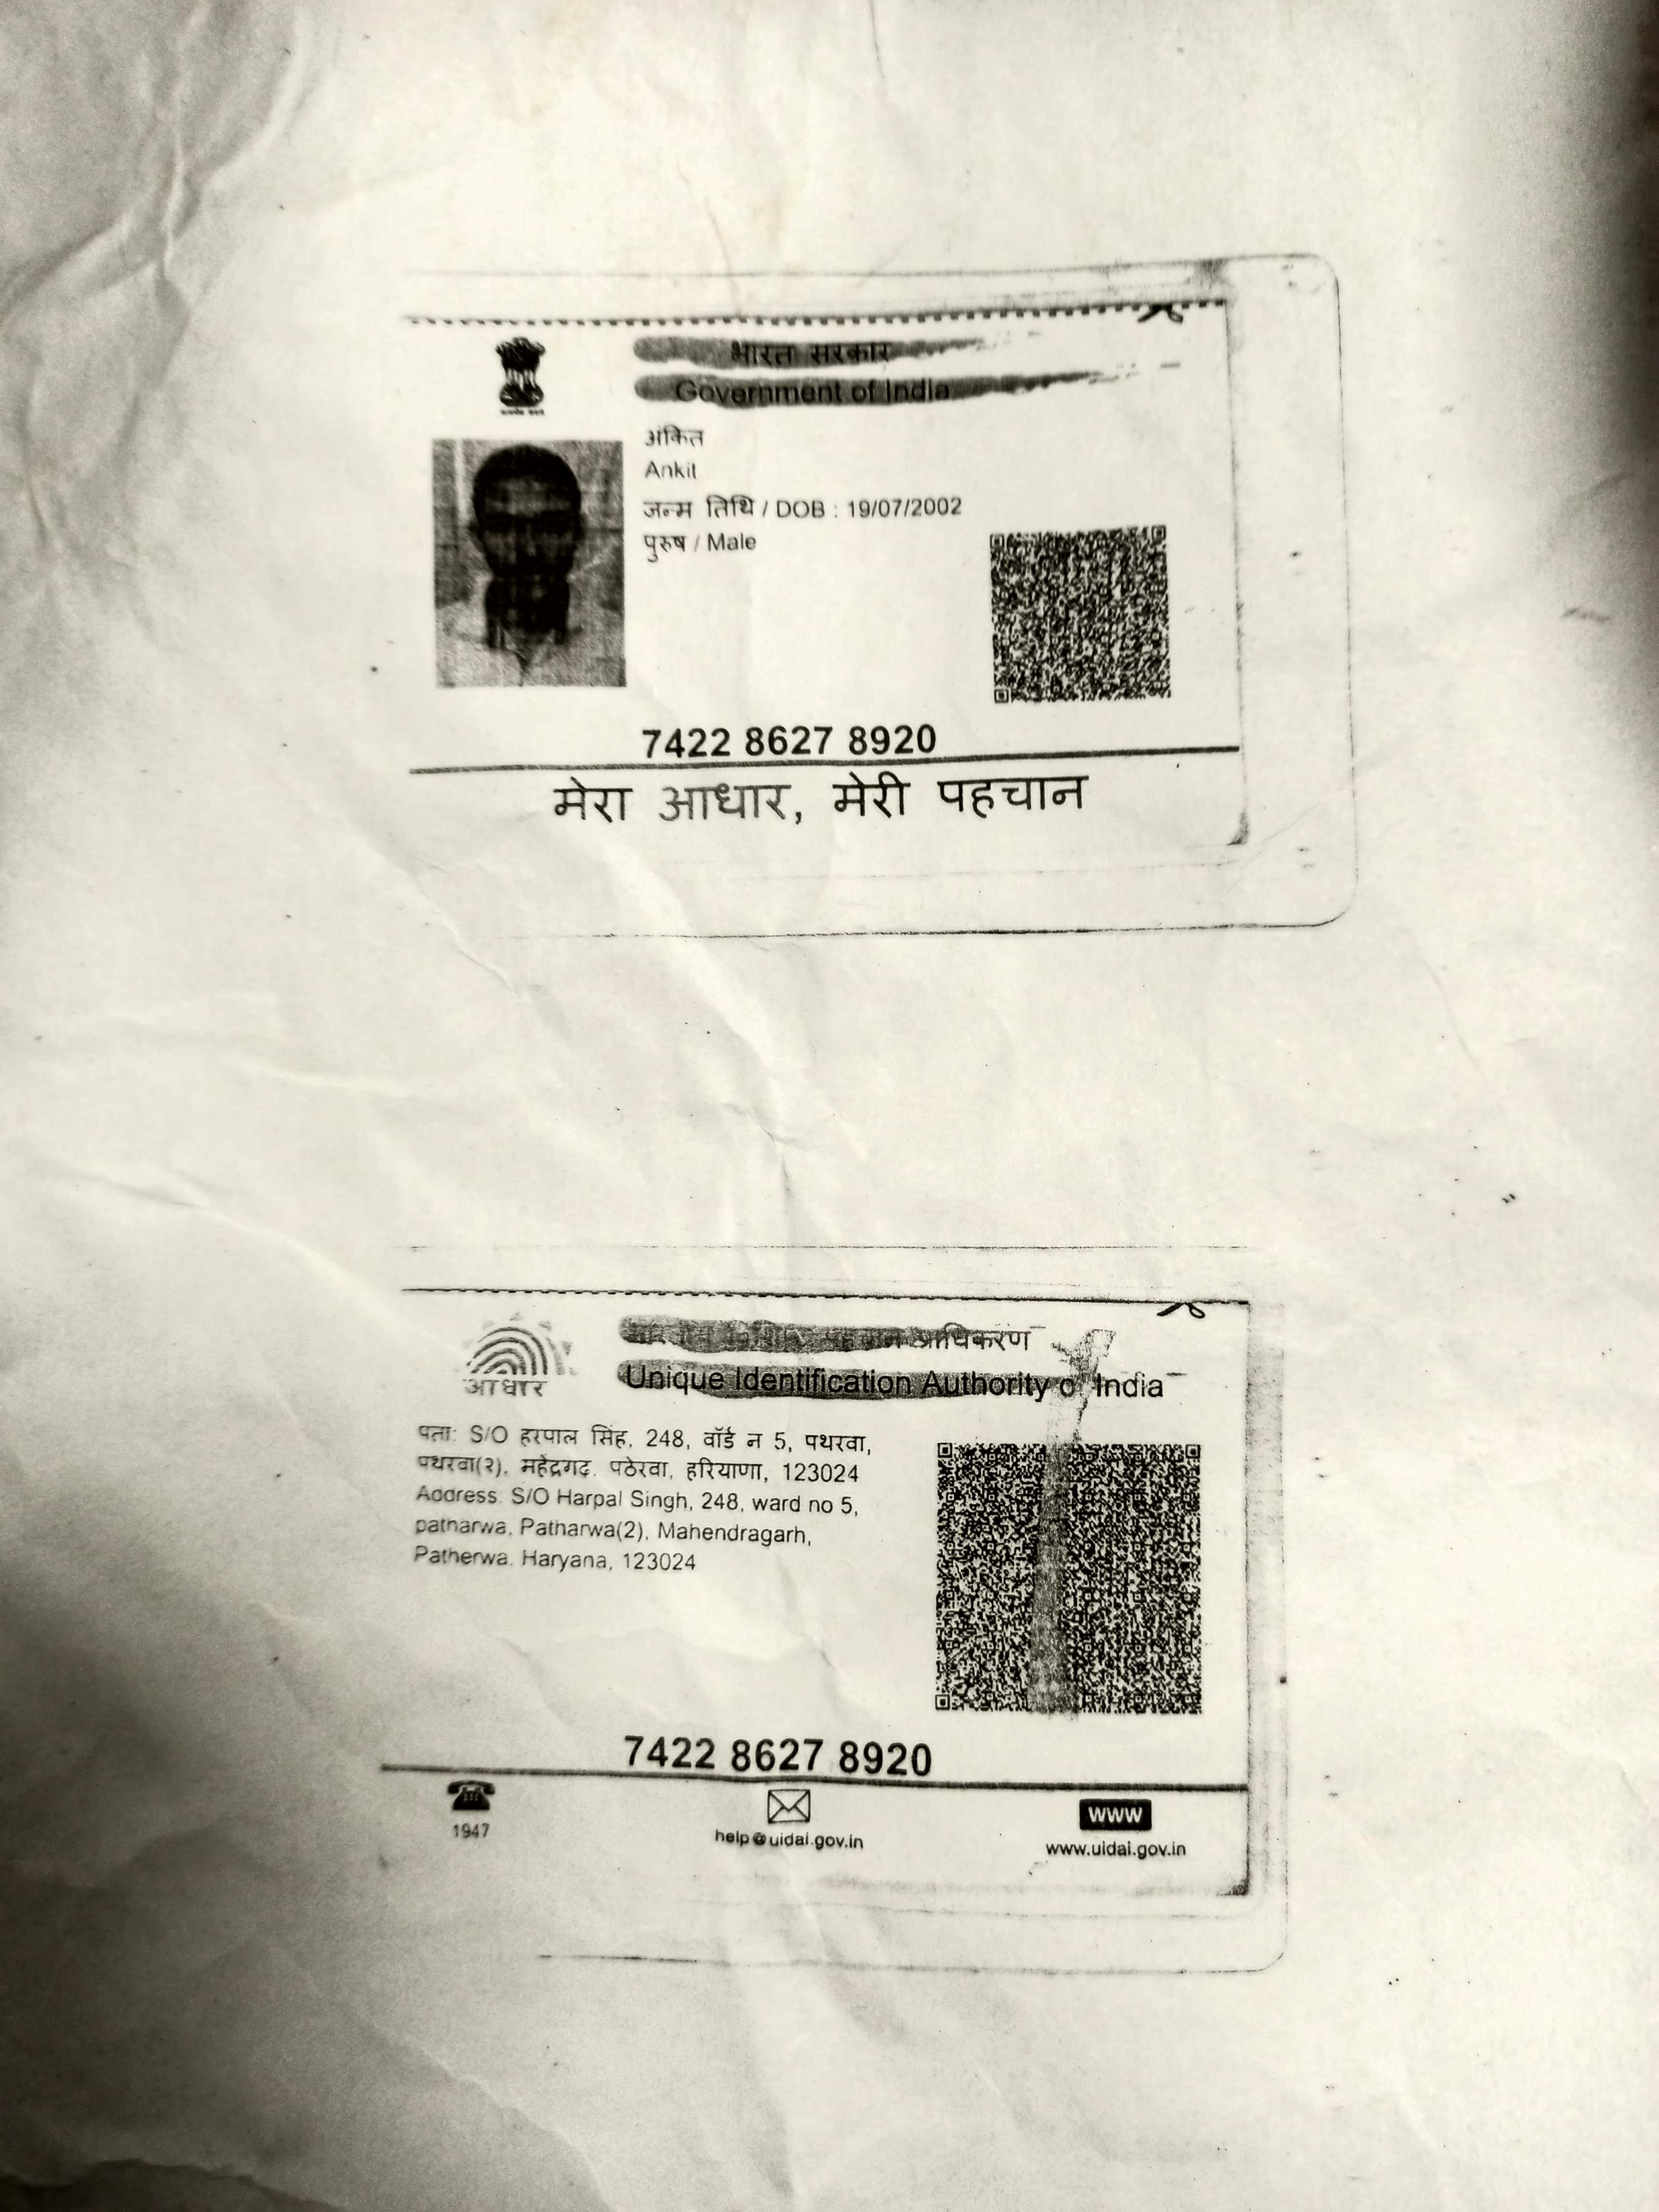 भारत सरकार
Government of India
अंकित
Ankit
जन्म तिथि / DOB : 19/07/2002
पुरुष / Male
7422 8627 8920
मेरा आधार, मेरी पहचान
आधार
प्राधिकरण
Unique Identification Authority of India
पता: S/O हरपाल सिंह, 248, वॉर्ड न 5, पथरवा,
पथरवा(२), महेंद्रगढ़, पठेरवा, हरियाणा, 123024
Address: S/O Harpal Singh, 248, ward no 5,
patharwa, Patharwa(2), Mahendragarh,
Patherwa, Haryana, 123024
7422 8627 8920
1947
help@uidai.gov.in
www
www.uidai.gov.in